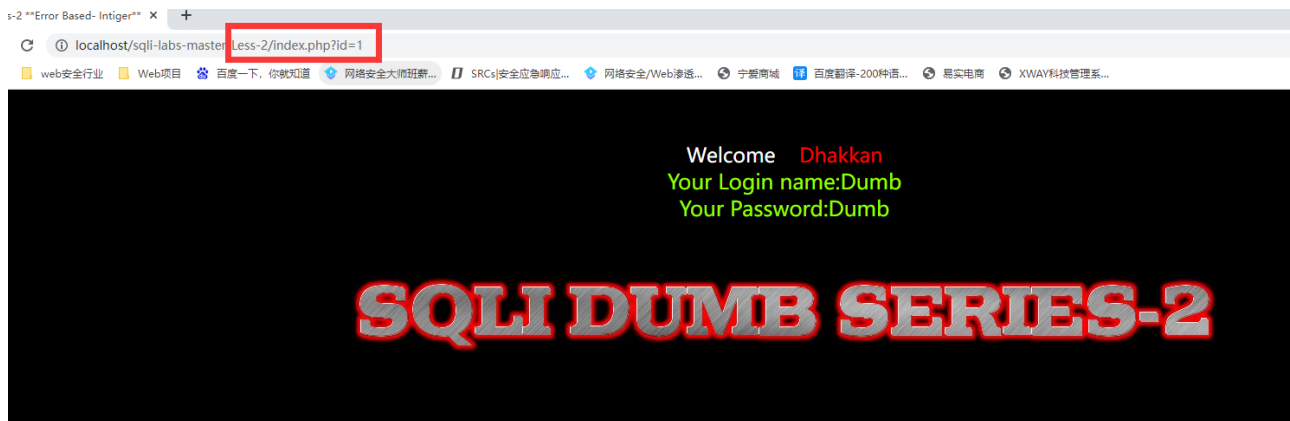 s-2 **Error Based- Intiger** × +
localhost/sqli-labs-master/Less-2/index.php?id=1
web安全行业 Web项目 百度一下，你就知道 网络安全大师班薪... SRCs|安全应急响应... 网络安全/Web渗透... 宁爱商城 译 百度翻译-200种语... 易实电商 XWAY科技管理系...
Welcome Dhakkan
Your Login name:Dumb
Your Password:Dumb
SQLI DUMB SERIES-2